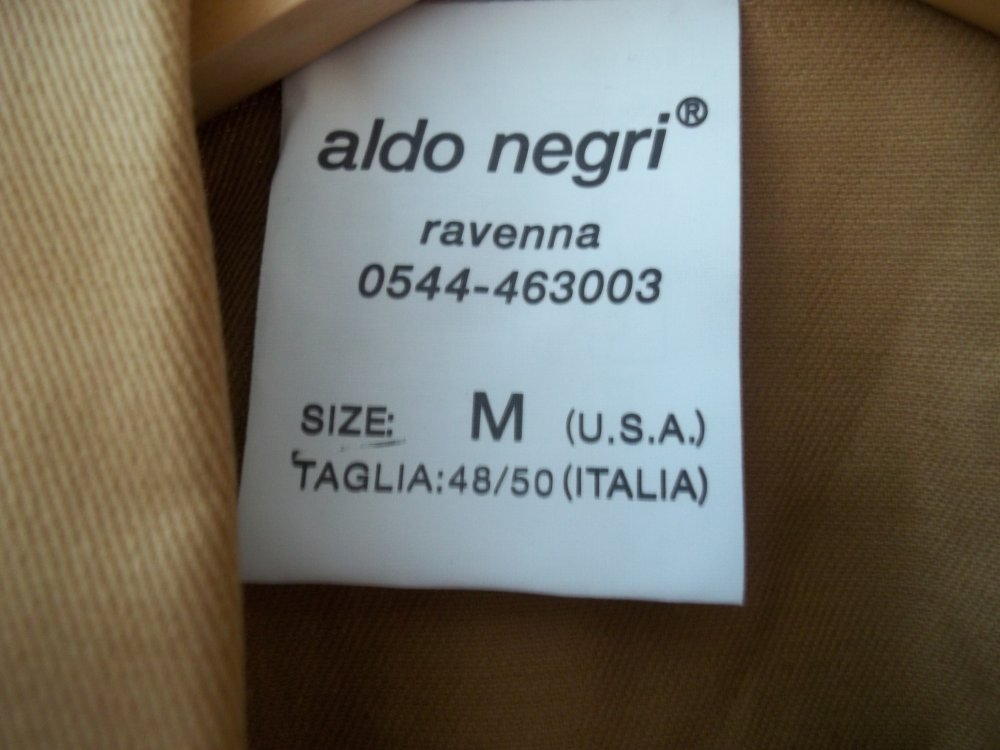 aldo negri®
ravenna
0544-463003
SIZE: M (U.S.A.)
TAGLIA:48/50 (ITALIA)